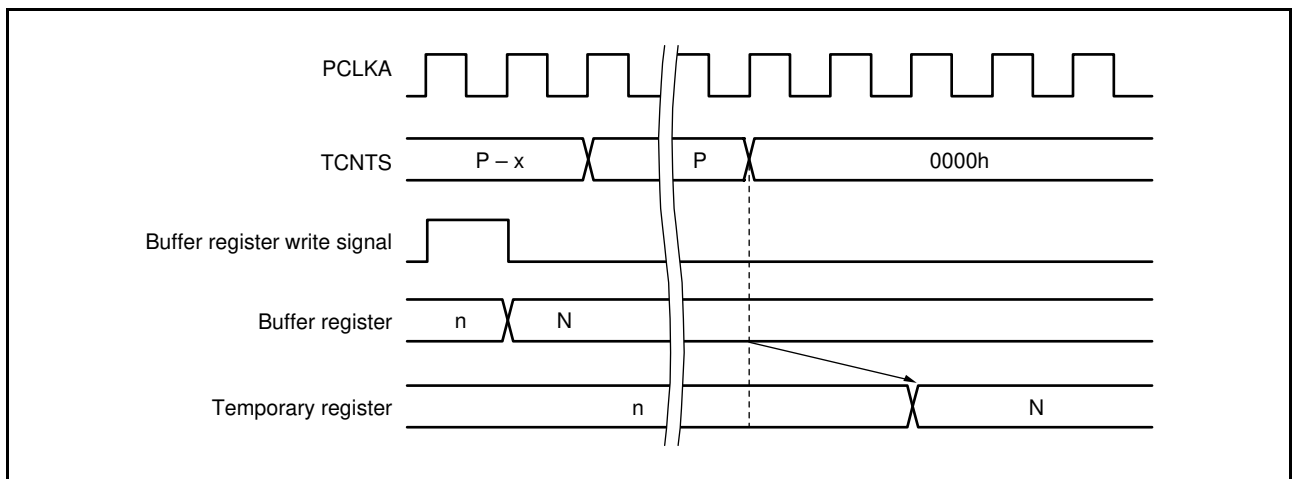 PCLKA
TCNTS P – x P 0000h
Buffer register write signal
Buffer register n N
Temporary register n N